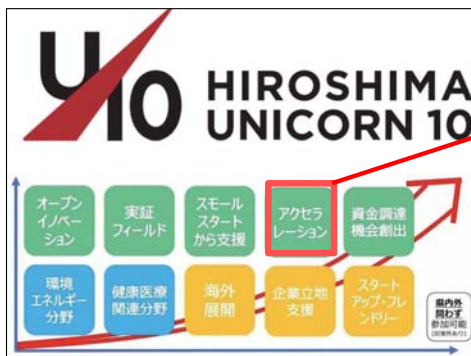 U/10
HIROSHIMA
UNICORN 10
オープン
イノベー
ション
実証
フィールド
スモール
スタート
から支援
アクセラ
レーション
資金調達
機会創出
環境
エネルギー
分野
健康医療
関連分野
海外
展開
企業立地
支援
スタート
アップ・フレ
ンドリー
県内外
問わず
参加可能